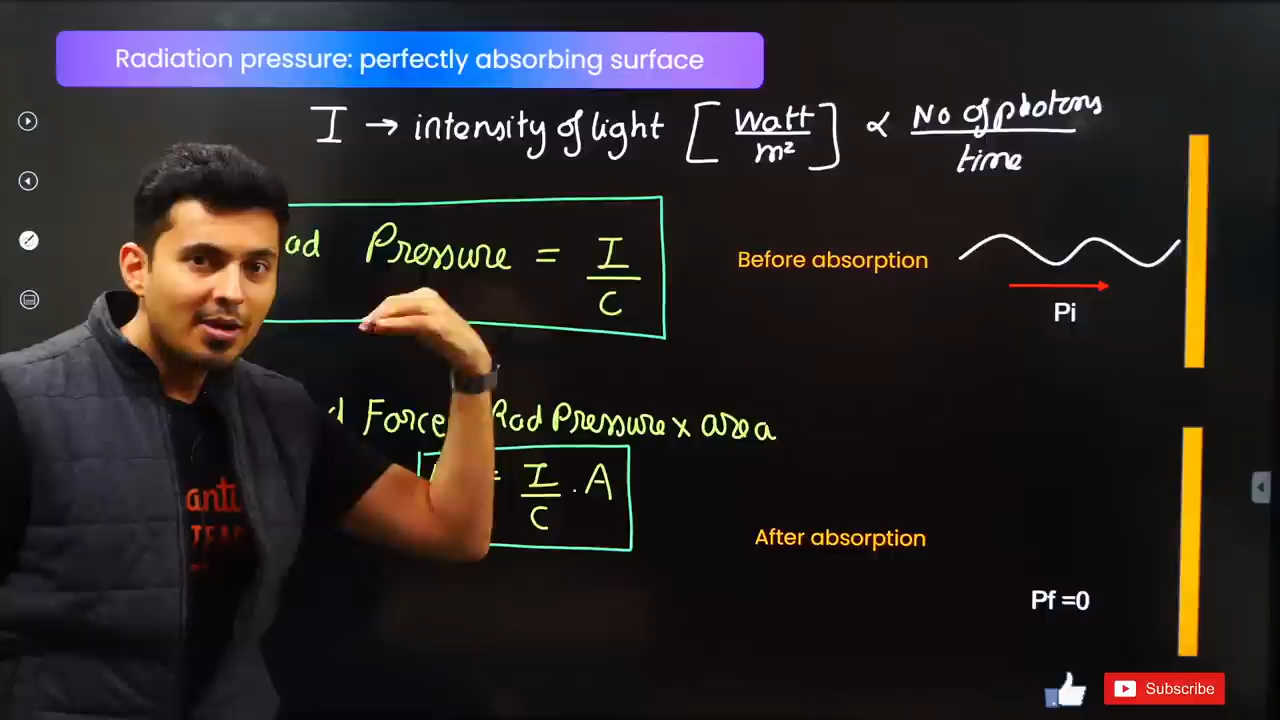 Radiation pressure: perfectly absorbing surface
I → intensity of light [Watt/m²] ∝ No of photons/time
Pressure = I/C
Before absorption
Pi
Force Rad Pressure x area
= I/C . A
After absorption
Pf =0
Subscribe